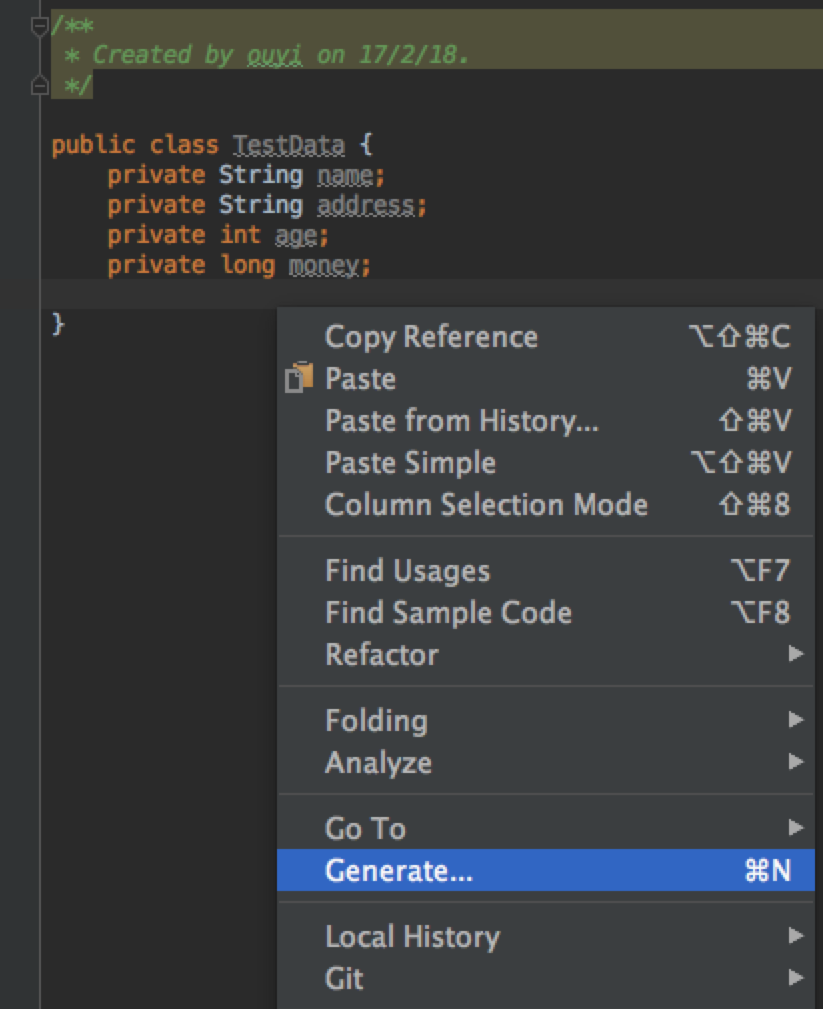 /**
 * Created by ouyi on 17/2/18.
 */
public class TestData {
    private String name;
    private String address;
    private int age;
    private long money;
}
Copy Reference ⌥⇧⌘C
Paste ⌘V
Paste from History... ⇧⌘V
Paste Simple ⌥⇧⌘V
Column Selection Mode ⇧⌘8
Find Usages ⌥F7
Find Sample Code ⌥F8
Refactor
Folding
Analyze
Go To
Generate... ⌘N
Local History
Git